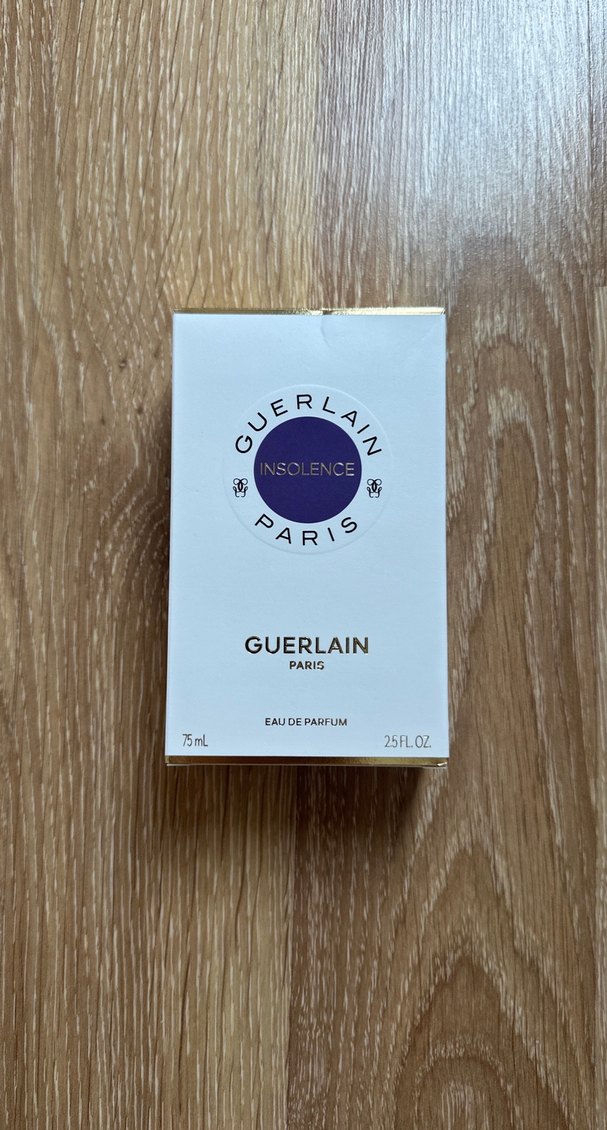 GUERLAIN
INSOLENCE
PARIS
GUERLAIN
PARIS
EAU DE PARFUM
75 mL 2.5 FL. OZ.